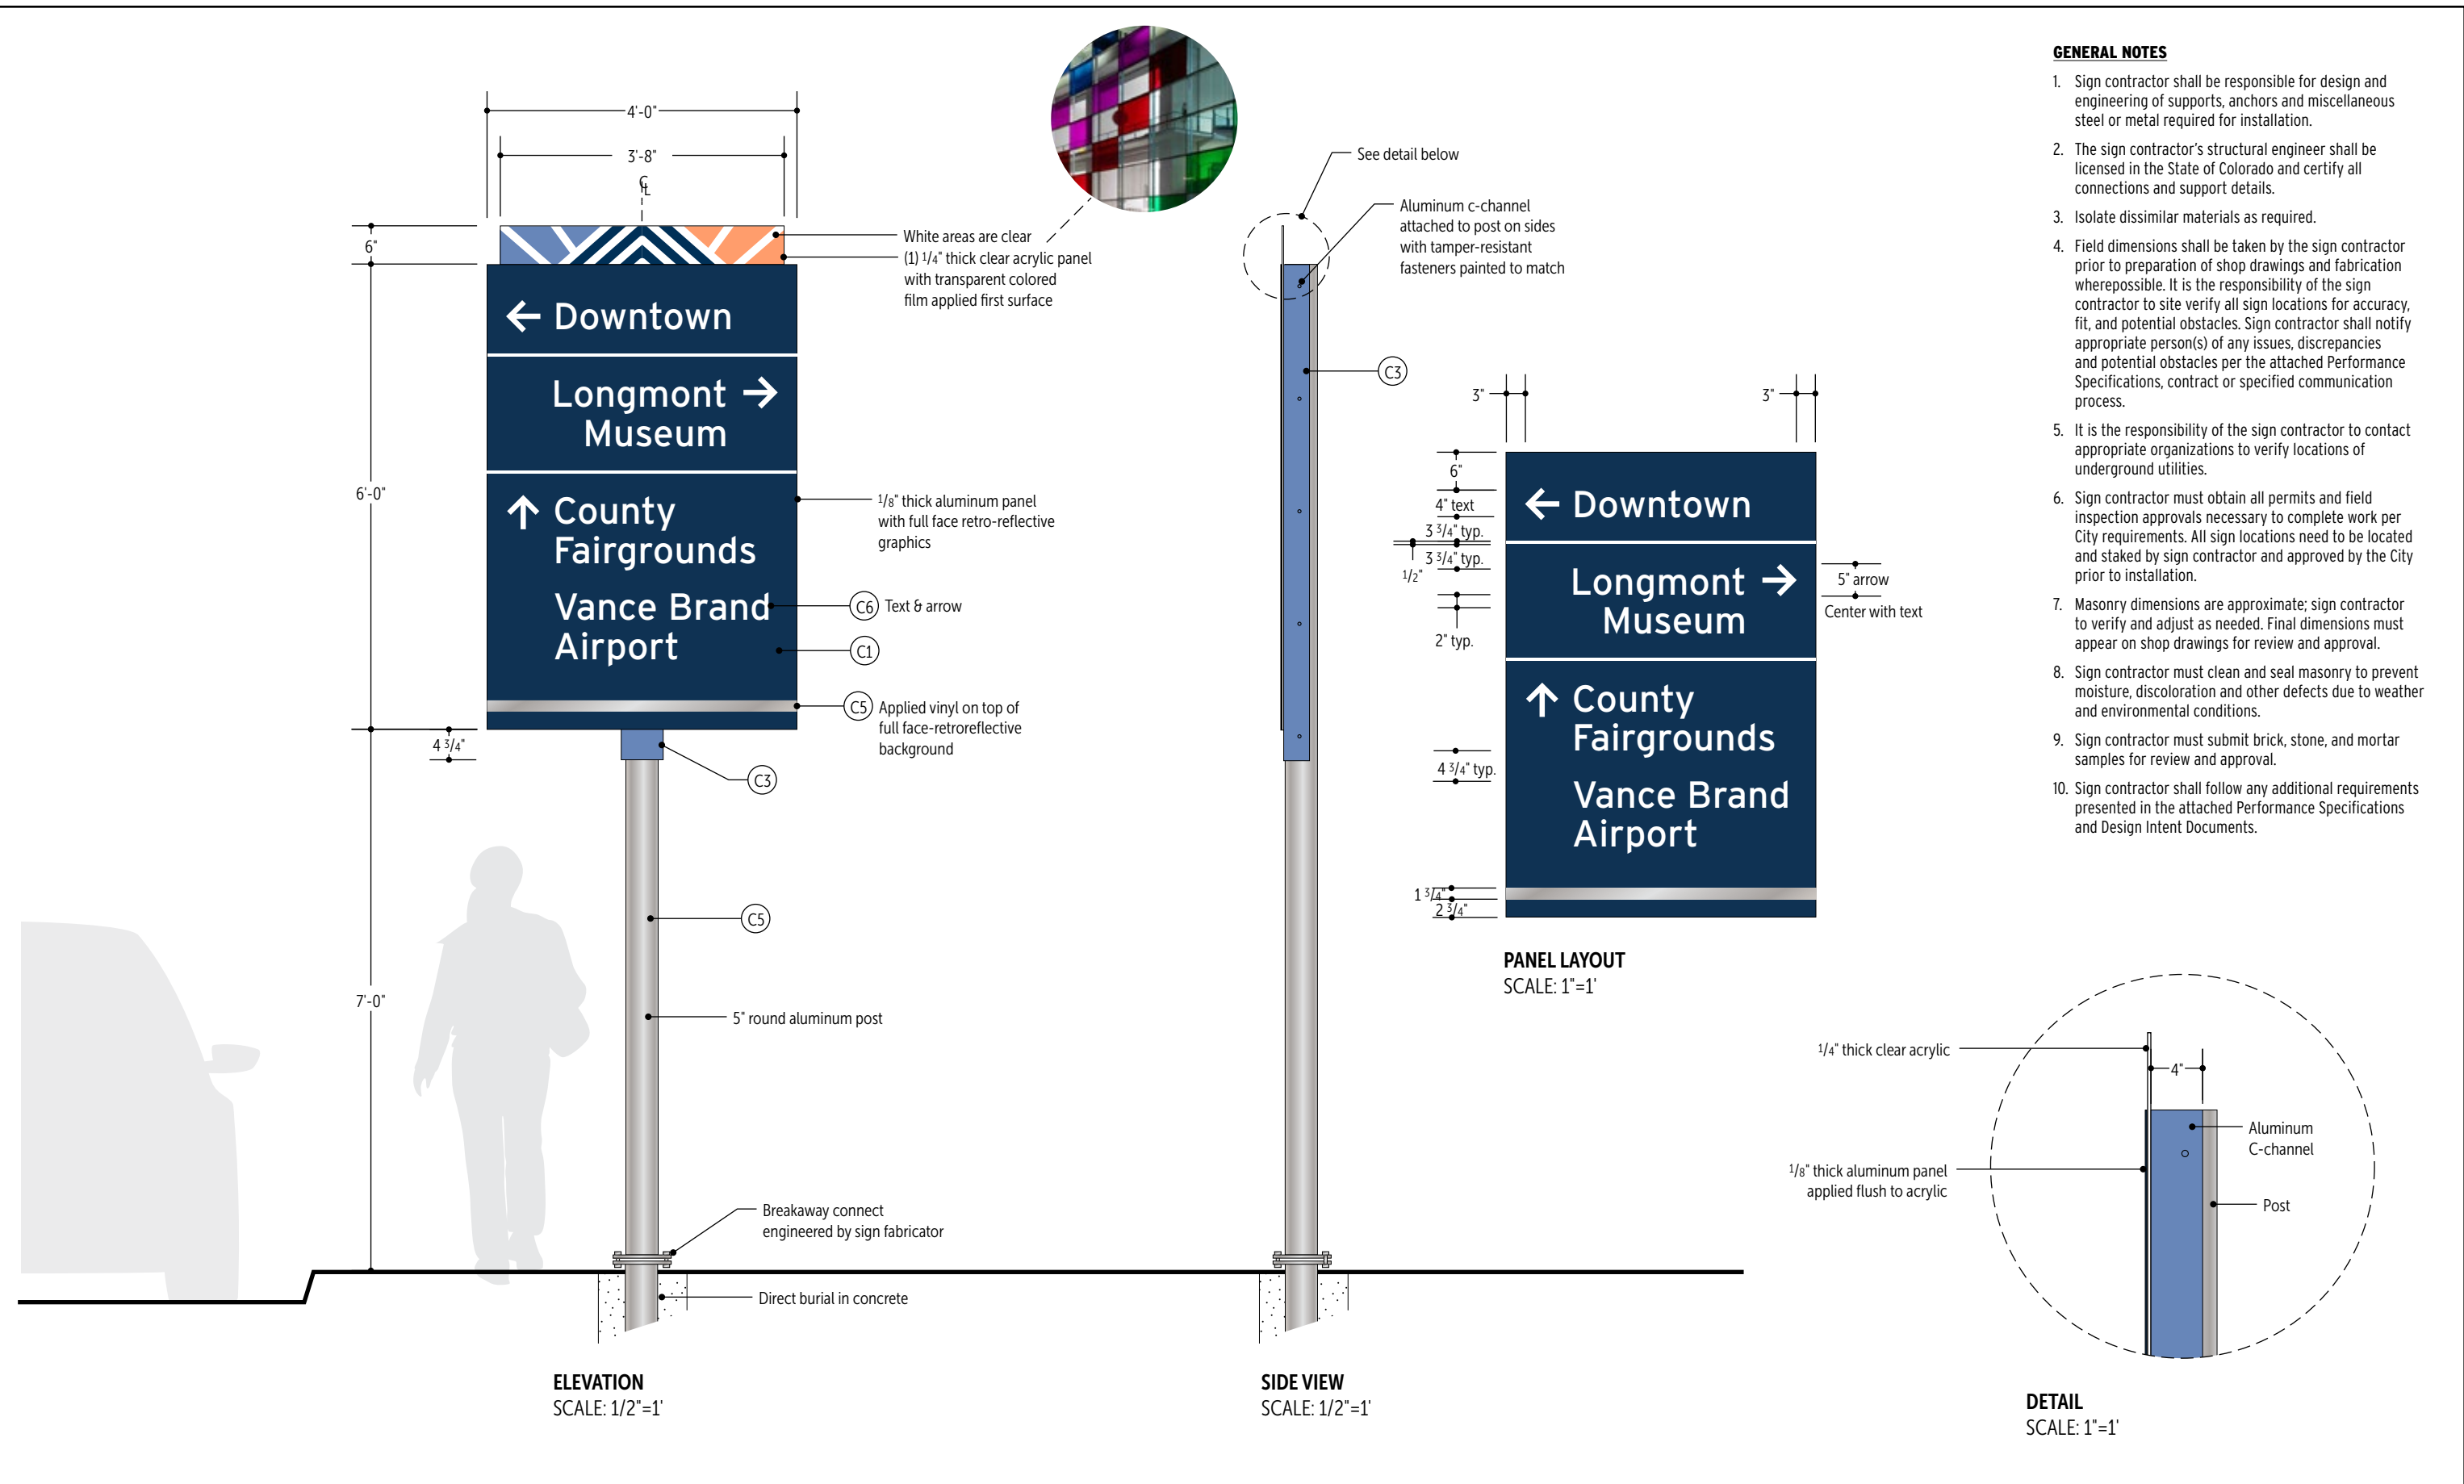 4'-0"
3'-8"
CL
6"
6'-0"
4 3/4"
7'-0"
← Downtown
Longmont →
Museum
↑ County
Fairgrounds
Vance Brand
Airport
White areas are clear
(1) 1/4" thick clear acrylic panel
with transparent colored
film applied first surface
1/8" thick aluminum panel
with full face retro-reflective
graphics
C6 Text & arrow
C1
C5 Applied vinyl on top of
full face-retroreflective
background
C3
C5
5" round aluminum post
Breakaway connect
engineered by sign fabricator
Direct burial in concrete
ELEVATION
SCALE: 1/2"=1'
See detail below
Aluminum c-channel
attached to post on sides
with tamper-resistant
fasteners painted to match
C3
SIDE VIEW
SCALE: 1/2"=1'
3"
3"
6"
4" text
3 3/4" typ.
3 3/4" typ.
1/2"
2" typ.
4 3/4" typ.
1 3/4"
2 3/4"
← Downtown
Longmont →
Museum
↑ County
Fairgrounds
Vance Brand
Airport
5" arrow
Center with text
PANEL LAYOUT
SCALE: 1"=1'
GENERAL NOTES
1. Sign contractor shall be responsible for design and
engineering of supports, anchors and miscellaneous
steel or metal required for installation.
2. The sign contractor's structural engineer shall be
licensed in the State of Colorado and certify all
connections and support details.
3. Isolate dissimilar materials as required.
4. Field dimensions shall be taken by the sign contractor
prior to preparation of shop drawings and fabrication
wherepossible. It is the responsibility of the sign
contractor to site verify all sign locations for accuracy,
fit, and potential obstacles. Sign contractor shall notify
appropriate person(s) of any issues, discrepancies
and potential obstacles per the attached Performance
Specifications, contract or specified communication
process.
5. It is the responsibility of the sign contractor to contact
appropriate organizations to verify locations of
underground utilities.
6. Sign contractor must obtain all permits and field
inspection approvals necessary to complete work per
City requirements. All sign locations need to be located
and staked by sign contractor and approved by the City
prior to installation.
7. Masonry dimensions are approximate; sign contractor
to verify and adjust as needed. Final dimensions must
appear on shop drawings for review and approval.
8. Sign contractor must clean and seal masonry to prevent
moisture, discoloration and other defects due to weather
and environmental conditions.
9. Sign contractor must submit brick, stone, and mortar
samples for review and approval.
10. Sign contractor shall follow any additional requirements
presented in the attached Performance Specifications
and Design Intent Documents.
1/4" thick clear acrylic
4"
Aluminum
C-channel
1/8" thick aluminum panel
applied flush to acrylic
Post
DETAIL
SCALE: 1"=1'